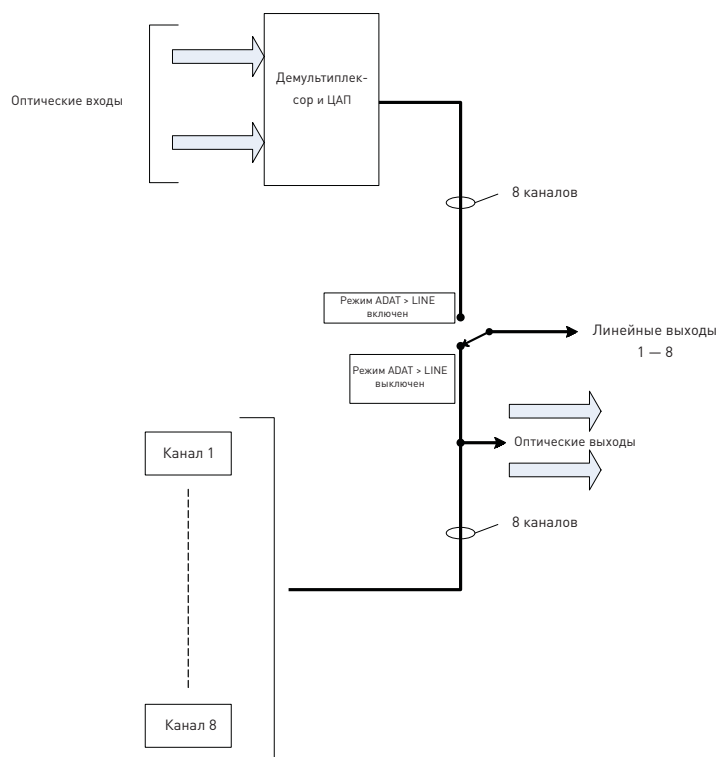 Оптические входы
Демультиплек-
сор и ЦАП
8 каналов
Режим ADAT > LINE
включен
Линейные выходы
1 — 8
Режим ADAT > LINE
выключен
Оптические выходы
Канал 1
8 каналов
Канал 8